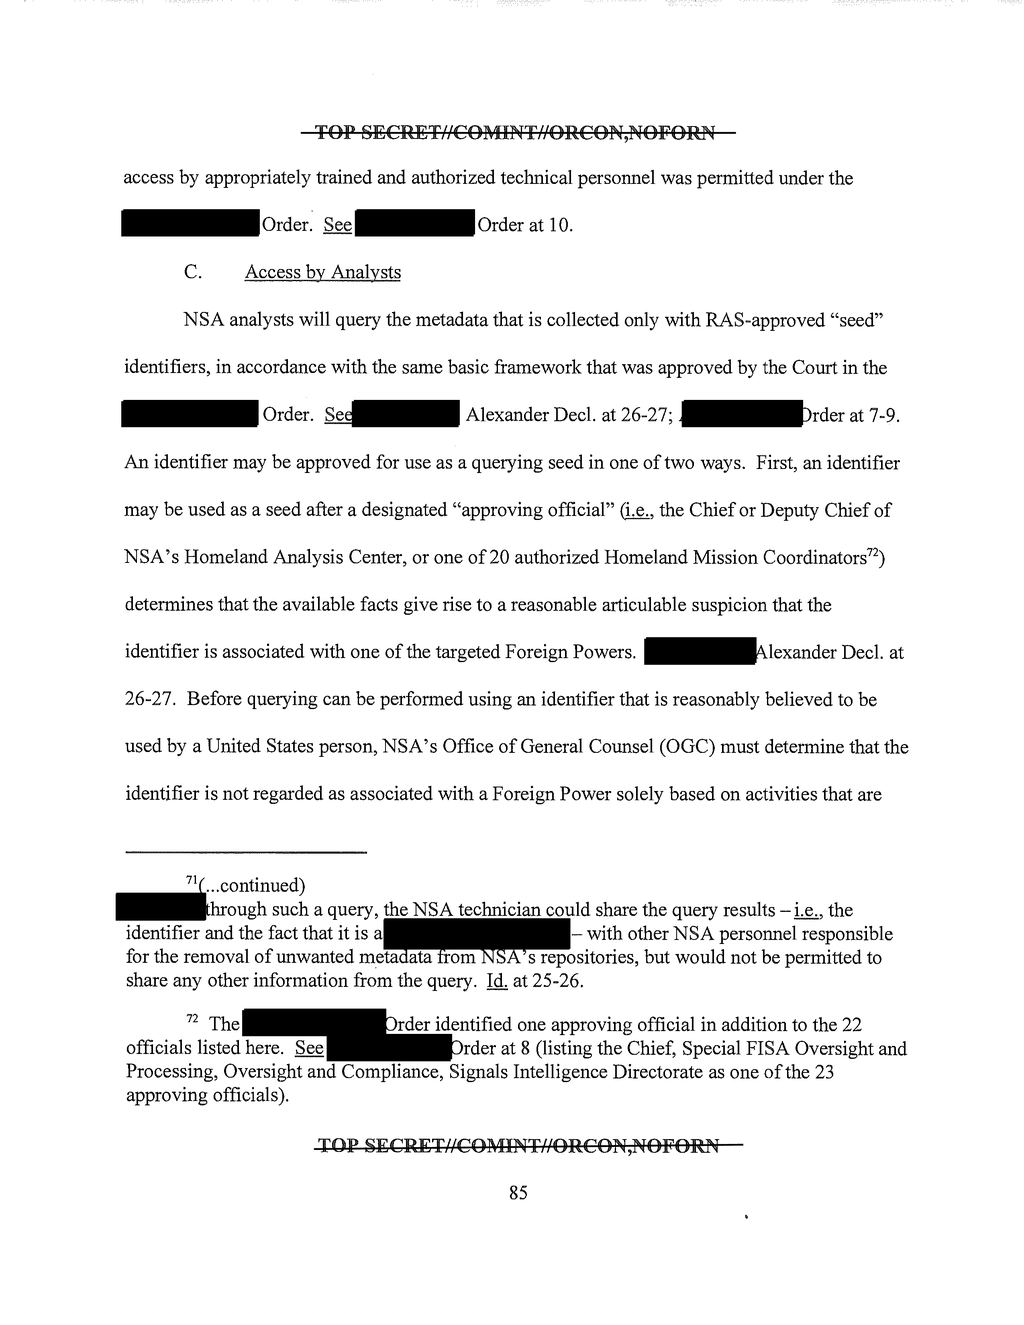 TOP SECRET//COMINT//ORCON,NOFORN
access by appropriately trained and authorized technical personnel was permitted under the
Order. See Order at 10.
C. Access by Analysts
NSA analysts will query the metadata that is collected only with RAS-approved “seed”
identifiers, in accordance with the same basic framework that was approved by the Court in the
Order. See Alexander Decl. at 26-27; Order at 7-9.
An identifier may be approved for use as a querying seed in one of two ways. First, an identifier
may be used as a seed after a designated “approving official” (i.e., the Chief or Deputy Chief of
NSA’s Homeland Analysis Center, or one of 20 authorized Homeland Mission Coordinators72)
determines that the available facts give rise to a reasonable articulable suspicion that the
identifier is associated with one of the targeted Foreign Powers. Alexander Decl. at
26-27. Before querying can be performed using an identifier that is reasonably believed to be
used by a United States person, NSA’s Office of General Counsel (OGC) must determine that the
identifier is not regarded as associated with a Foreign Power solely based on activities that are
71(...continued)
through such a query, the NSA technician could share the query results – i.e., the
identifier and the fact that it is a – with other NSA personnel responsible
for the removal of unwanted metadata from NSA’s repositories, but would not be permitted to
share any other information from the query. Id. at 25-26.
72 The Order identified one approving official in addition to the 22
officials listed here. See Order at 8 (listing the Chief, Special FISA Oversight and
Processing, Oversight and Compliance, Signals Intelligence Directorate as one of the 23
approving officials).
TOP SECRET//COMINT//ORCON,NOFORN
85